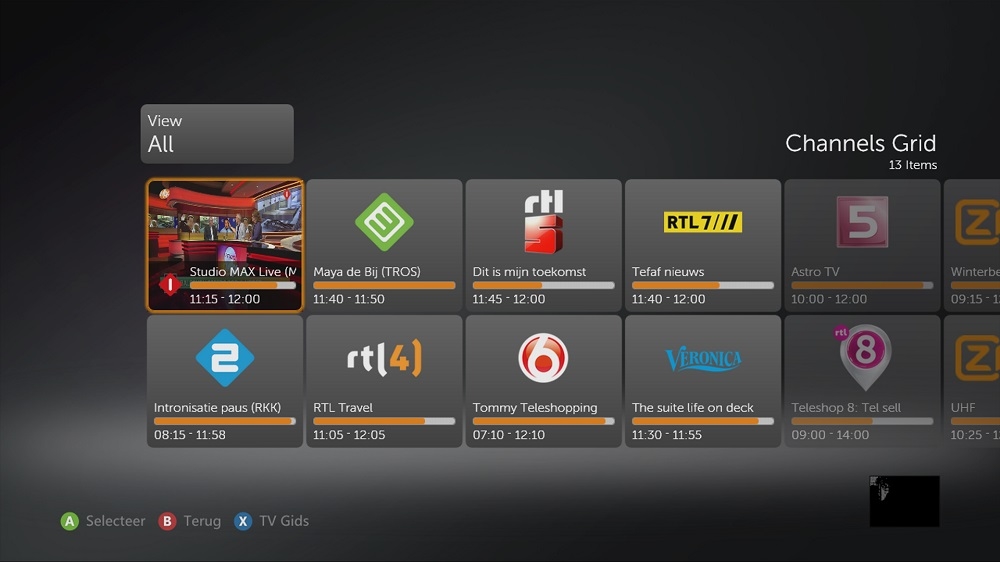 View
All
Channels Grid
13 Items
Studio MAX Live (M
11:15 - 12:00
Maya de Bij (TROS)
11:40 - 11:50
rtl
5
Dit is mijn toekomst
11:45 - 12:00
RTL 7
Tefaf nieuws
11:40 - 12:00
5
Astro TV
10:00 - 12:00
Winterbe
09:15 - 1
2
Intronisatie paus (RKK)
08:15 - 11:58
rtl(4)
RTL Travel
11:05 - 12:05
6
Tommy Teleshopping
07:10 - 12:10
VERONICA
The suite life on deck
11:30 - 11:55
rtl
8
Teleshop 8: Tel sell
09:00 - 14:00
UHF
10:25 - 1
A Selecteer B Terug X TV Gids